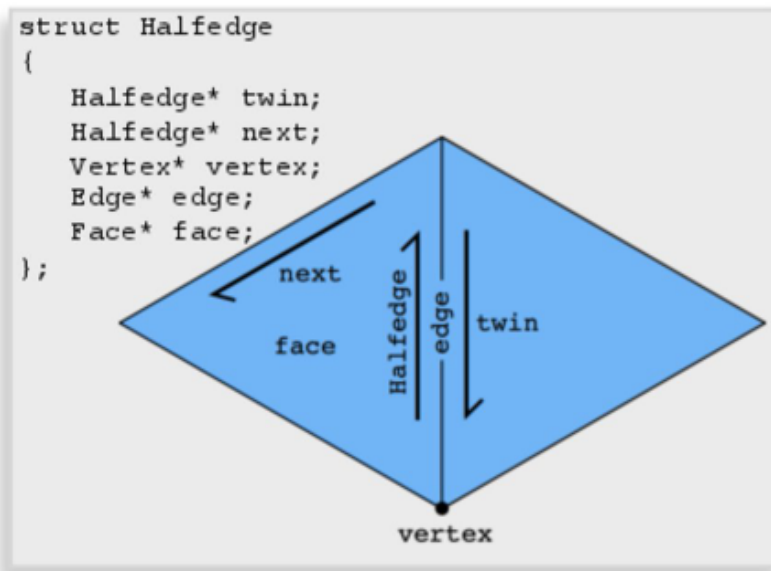 struct Halfedge
{
Halfedge* twin;
Halfedge* next;
Vertex* vertex;
Edge* edge;
Face* face;
};
next
face
Halfedge
edge
twin
vertex